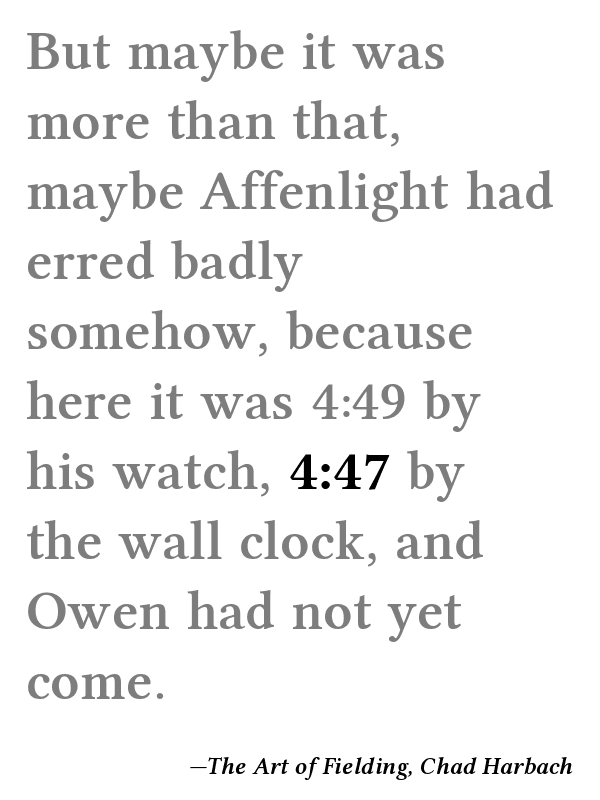 But maybe it was
more than that,
maybe Affenlight had
erred badly
somehow, because
here it was 4:49 by
his watch, 4:47 by
the wall clock, and
Owen had not yet
come.
—The Art of Fielding, Chad Harbach